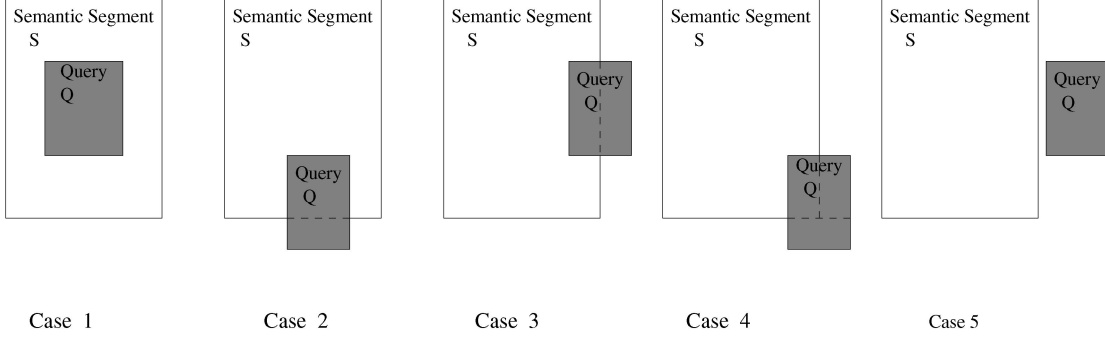 Semantic Segment
S
Query
Q
Case 1
Semantic Segment
S
Query
Q
Case 2
Semantic Segment
S
Query
Q
Case 3
Semantic Segment
S
Query
Q
Case 4
Semantic Segment
S
Query
Q
Case 5